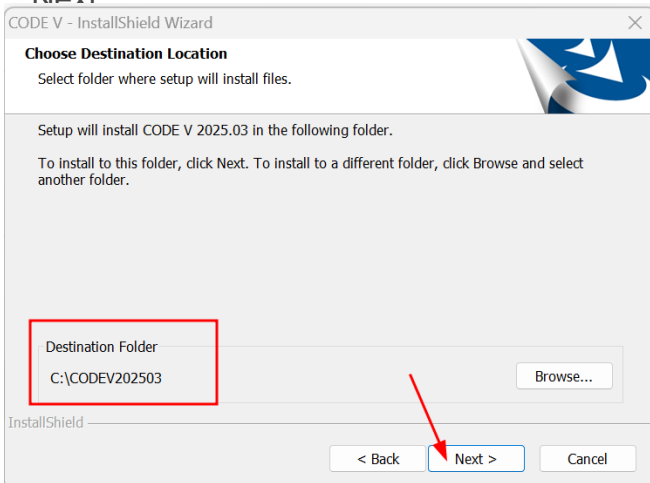 CODE V - InstallShield Wizard
Choose Destination Location
Select folder where setup will install files.
Setup will install CODE V 2025.03 in the following folder.
To install to this folder, click Next. To install to a different folder, click Browse and select
another folder.
Destination Folder
C:\CODEV202503
Browse...
InstallShield
< Back
Next >
Cancel